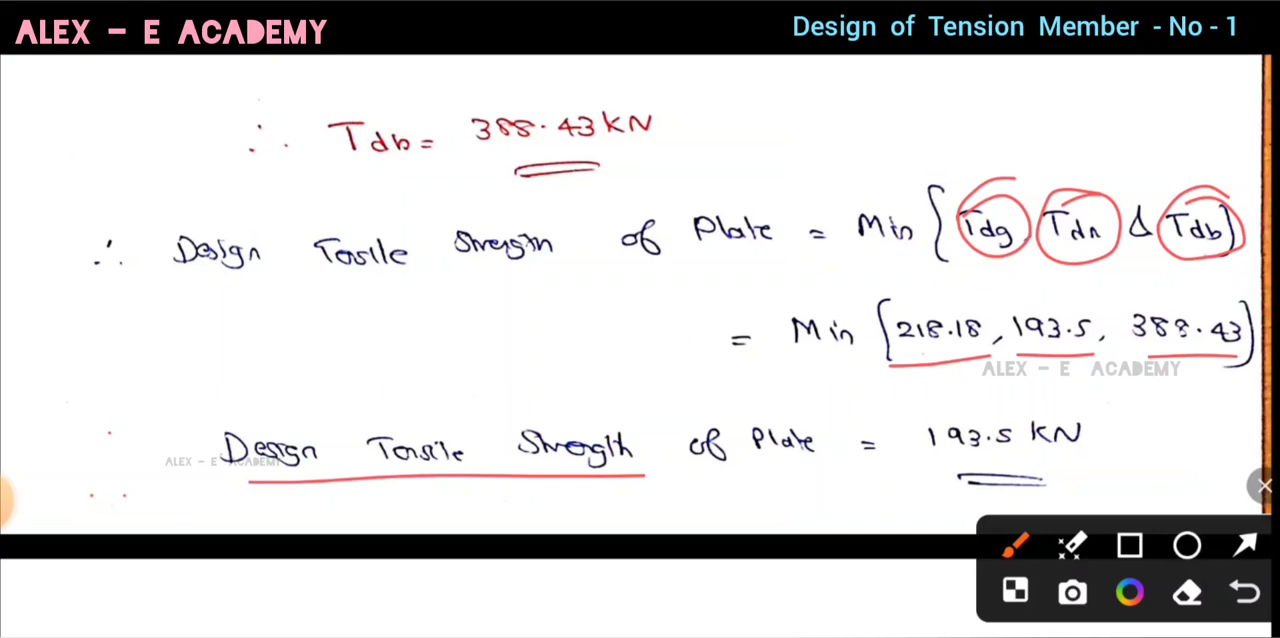 ALEX - E ACADEMY
Design of Tension Member - No - 1
∴ Tdb = 388.43 kN
∴ Design Tensile Strength of Plate = Min {Tdg, Tdn & Tdb}
= Min [218.18, 193.5, 388.43]
ALEX - E ACADEMY
Design Tensile Strength of Plate = 193.5 kN
ALEX - E ACADEMY